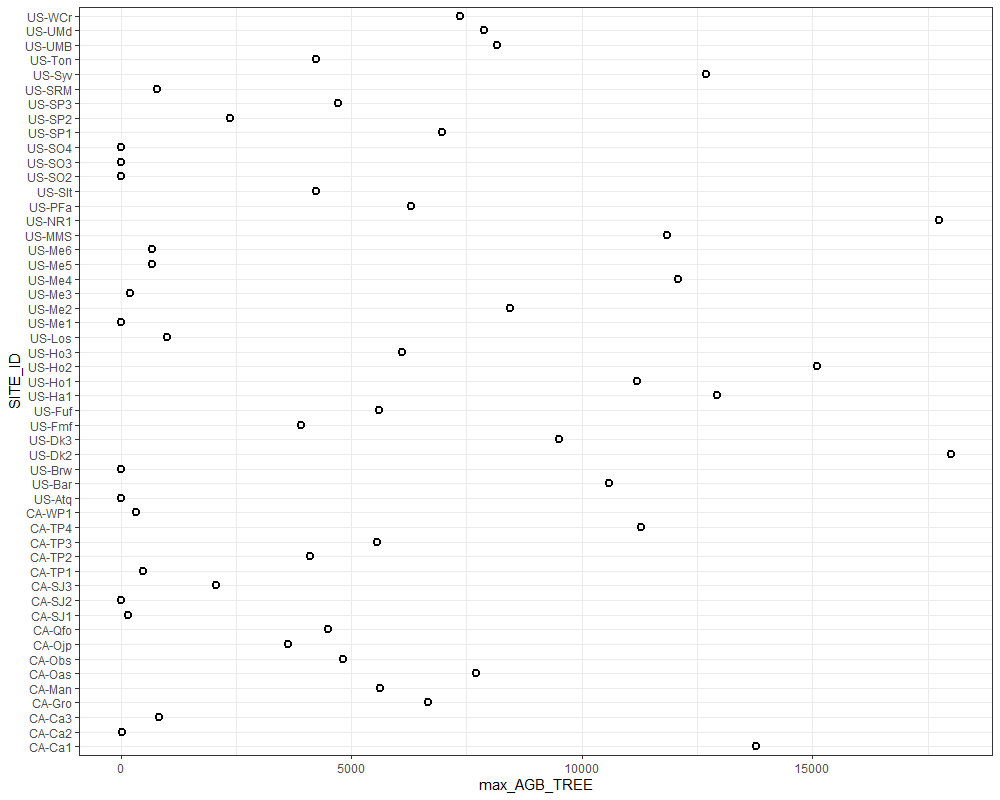 US-WCr
US-UMd
US-UMB
US-Ton
US-Syv
US-SRM
US-SP3
US-SP2
US-SP1
US-SO4
US-SO3
US-SO2
US-Slt
US-PFa
US-NR1
US-MMS
US-Me6
US-Me5
US-Me4
US-Me3
US-Me2
US-Me1
US-Los
US-Ho3
US-Ho2
US-Ho1
US-Ha1
US-Fuf
US-Fmf
US-Dk3
US-Dk2
US-Brw
US-Bar
US-Atq
CA-WP1
CA-TP4
CA-TP3
CA-TP2
CA-TP1
CA-SJ3
CA-SJ2
CA-SJ1
CA-Qfo
CA-Ojp
CA-Obs
CA-Oas
CA-Man
CA-Gro
CA-Ca3
CA-Ca2
CA-Ca1
SITE_ID
0 5000 10000 15000
max_AGB_TREE